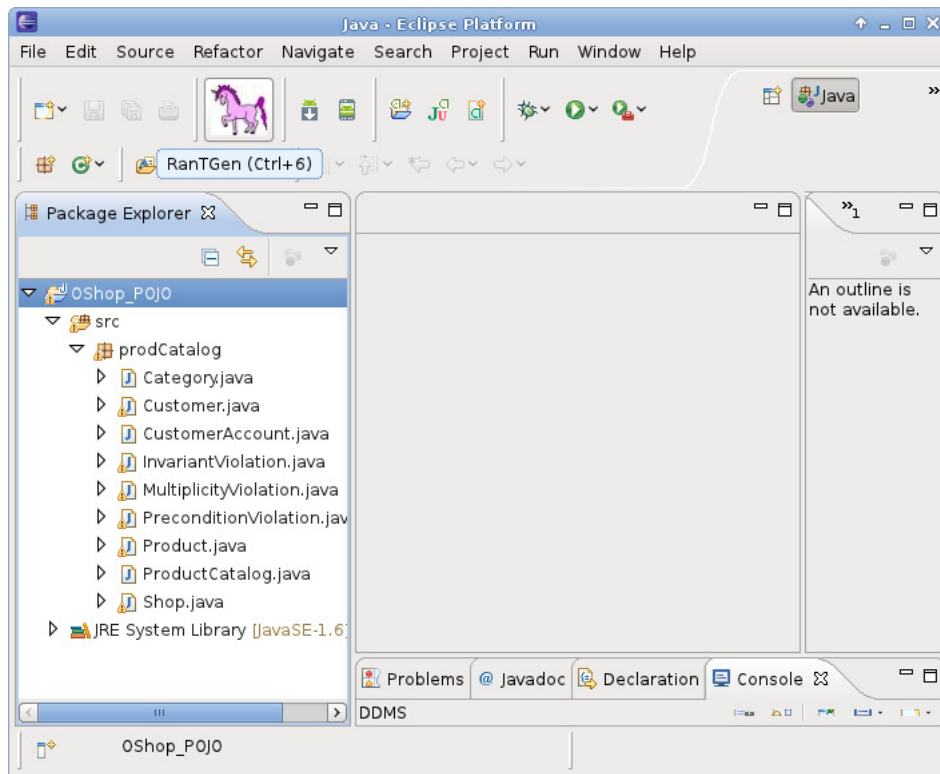 Java - Eclipse Platform
File Edit Source Refactor Navigate Search Project Run Window Help
Java
RanTGen (Ctrl+6)
Package Explorer
»1
An outline is
not available.
OShop_POJO
src
prodCatalog
Category.java
Customer.java
CustomerAccount.java
InvariantViolation.java
MultiplicityViolation.java
PreconditionViolation.jav
Product.java
ProductCatalog.java
Shop.java
JRE System Library [JavaSE-1.6]
Problems @ Javadoc Declaration Console
DDMS
OShop_POJO